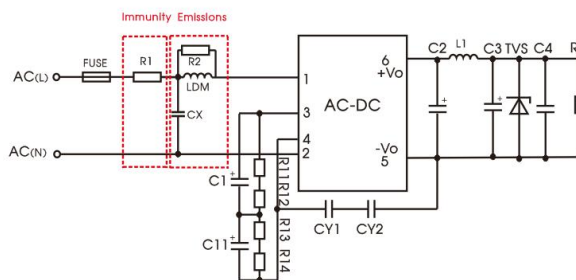 Immunity Emissions
FUSE
R1
R2
LDM
CX
AC(L)
AC(N)
1
3
4
2
AC-DC
6
+Vo
-Vo
5
C2
L1
C3
TVS
C4
R
C1
+
C11
+
R11
R12
R13
R14
CY1
CY2
+
+